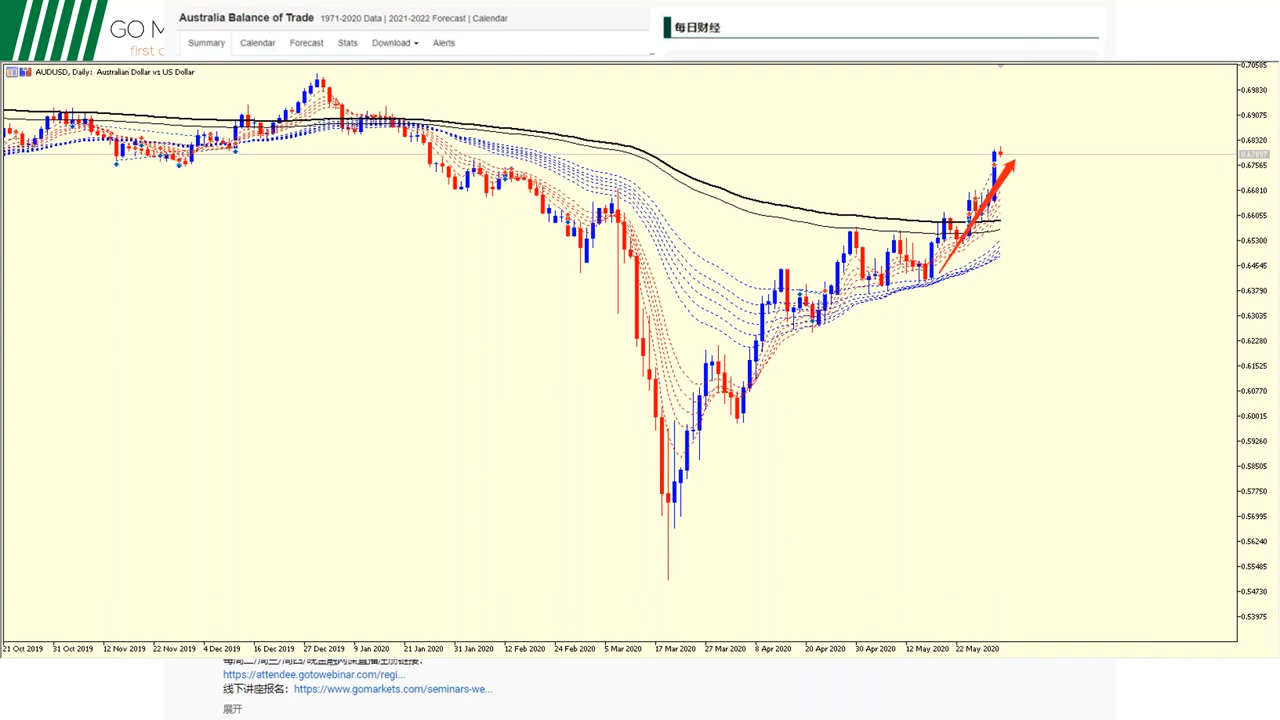 GO M
first c
Australia Balance of Trade 1971-2020 Data | 2021-2022 Forecast | Calendar
Summary Calendar Forecast Stats Download Alerts
每日财经
AUDUSD, Daily: Australian Dollar vs US Dollar
0.70585
0.69830
0.69075
0.68320
0.67565
0.66810
0.66055
0.65300
0.64545
0.63790
0.63035
0.62280
0.61525
0.60770
0.60015
0.59260
0.58505
0.57750
0.56995
0.56240
0.55485
0.54730
0.53975
21 Oct 2019 31 Oct 2019 12 Nov 2019 22 Nov 2019 4 Dec 2019 16 Dec 2019 27 Dec 2019 9 Jan 2020 21 Jan 2020 31 Jan 2020 12 Feb 2020 24 Feb 2020 5 Mar 2020 17 Mar 2020 27 Mar 2020 8 Apr 2020 20 Apr 2020 30 Apr 2020 12 May 2020 22 May 2020
https://attendee.gotowebinar.com/regi...
线下讲座报名：https://www.gomarkets.com/seminars-we...
展开